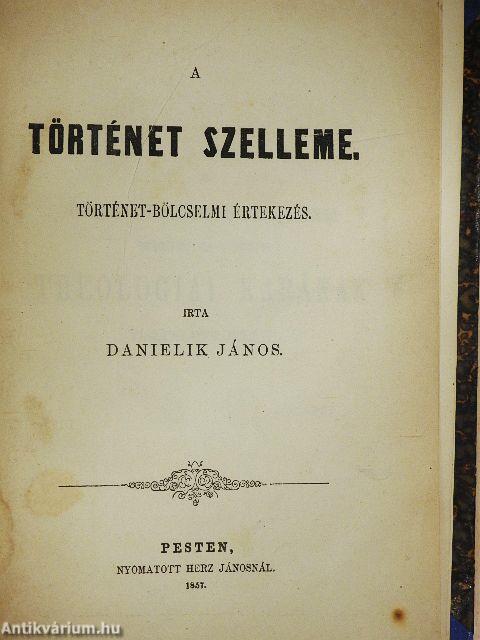 A
TÖRTÉNET SZELLEME.
TÖRTÉNET-BÖLCSELMI ÉRTEKEZÉS.
IRTA
DANIELIK JÁNOS.
PESTEN,
NYOMATOTT HERZ JÁNOSNÁL.
1857.
Antikvárium.hu